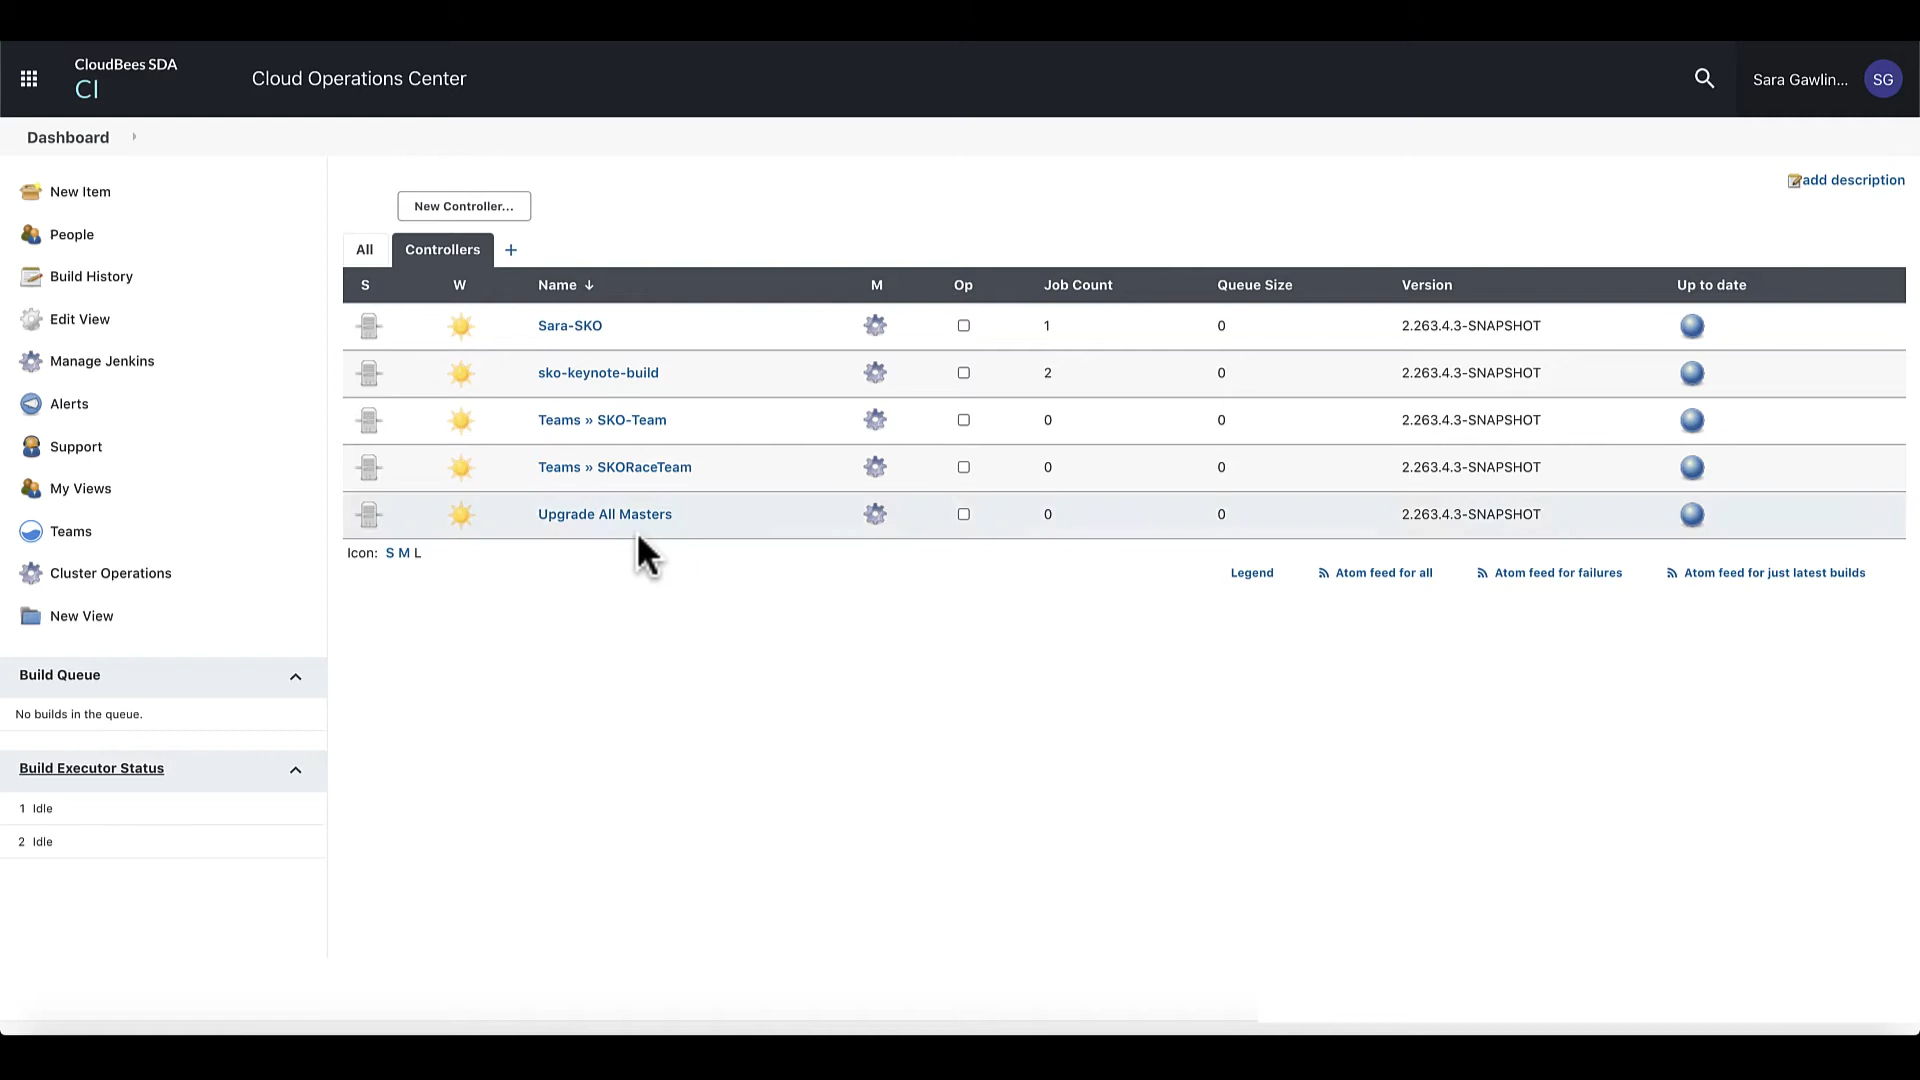 CloudBees SDA
CI
Cloud Operations Center
Sara Gawlin...
SG
Dashboard
add description
New Item
People
Build History
Edit View
Manage Jenkins
Alerts
Support
My Views
Teams
Cluster Operations
New View
Build Queue
No builds in the queue.
Build Executor Status
1 Idle
2 Idle
New Controller...
All Controllers +
S W Name ↓ M Op Job Count Queue Size Version Up to date
Sara-SKO 1 0 2.263.4.3-SNAPSHOT
sko-keynote-build 2 0 2.263.4.3-SNAPSHOT
Teams » SKO-Team 0 0 2.263.4.3-SNAPSHOT
Teams » SKORaceTeam 0 0 2.263.4.3-SNAPSHOT
Upgrade All Masters 0 0 2.263.4.3-SNAPSHOT
Icon: S M L
Legend Atom feed for all Atom feed for failures Atom feed for just latest builds